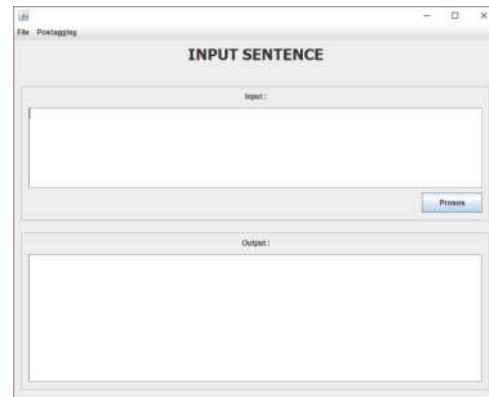 File Postagging
INPUT SENTENCE
Input :
Proses
Output :